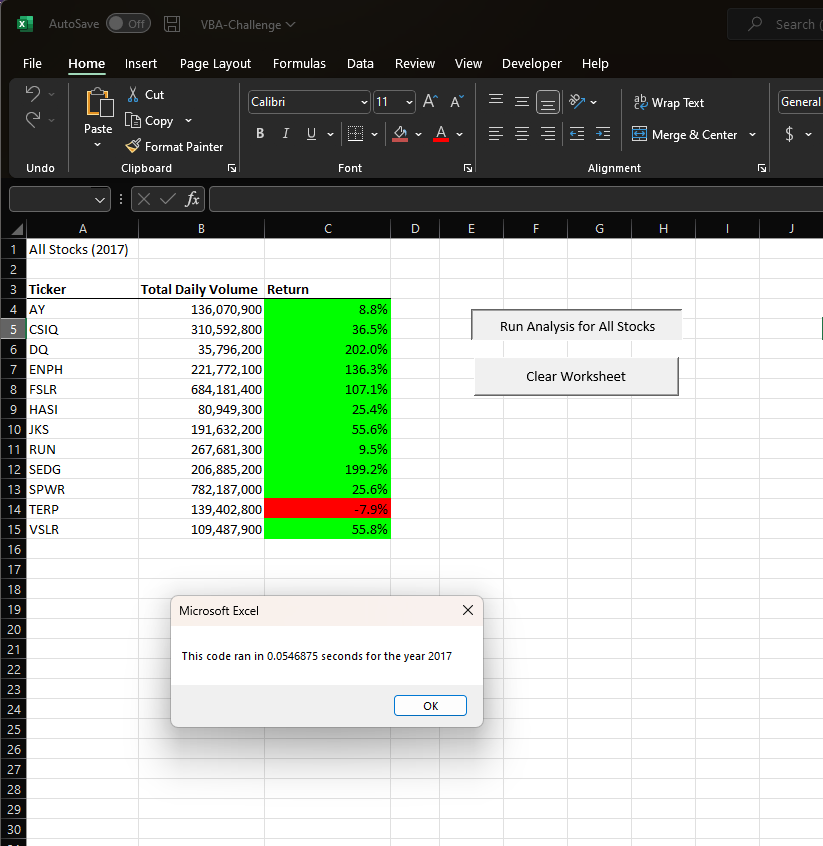 AutoSave Off VBA-Challenge Search
File Home Insert Page Layout Formulas Data Review View Developer Help
Cut
Copy
Format Painter
Paste
Calibri 11
B I U A
ab Wrap Text
Merge & Center
General
$
Undo Clipboard Font Alignment
fx
A B C D E F G H I J
1 All Stocks (2017)
2
3 Ticker Total Daily Volume Return
4 AY 136,070,900 8.8%
5 CSIQ 310,592,800 36.5%
6 DQ 35,796,200 202.0%
7 ENPH 221,772,100 136.3%
8 FSLR 684,181,400 107.1%
9 HASI 80,949,300 25.4%
10 JKS 191,632,200 55.6%
11 RUN 267,681,300 9.5%
12 SEDG 206,885,200 199.2%
13 SPWR 782,187,000 25.6%
14 TERP 139,402,800 -7.9%
15 VSLR 109,487,900 55.8%
Run Analysis for All Stocks
Clear Worksheet
16
17
18
19
20
21
22
23
24
25
26
27
28
29
30
Microsoft Excel
This code ran in 0.0546875 seconds for the year 2017
OK